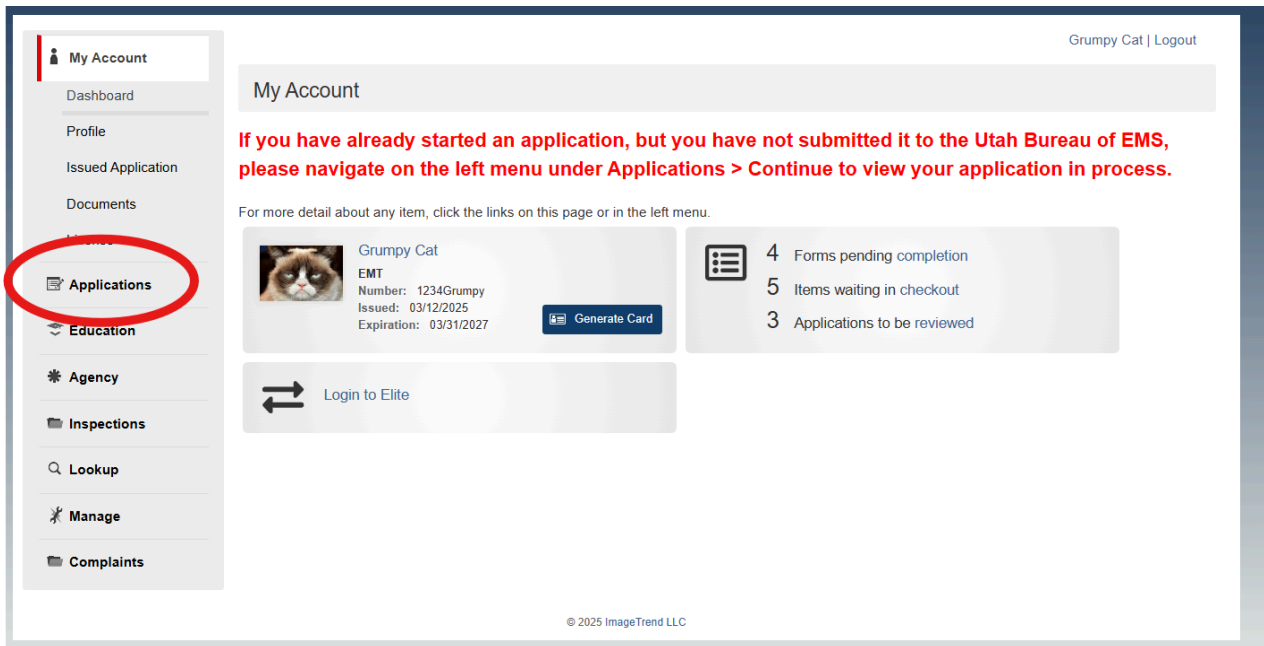 Grumpy Cat | Logout
My Account
Dashboard
Profile
Issued Application
Documents
Applications
Education
Agency
Inspections
Lookup
Manage
Complaints
My Account
If you have already started an application, but you have not submitted it to the Utah Bureau of EMS,
please navigate on the left menu under Applications > Continue to view your application in process.
For more detail about any item, click the links on this page or in the left menu.
Grumpy Cat
EMT
Number: 1234Grumpy
Issued: 03/12/2025
Expiration: 03/31/2027
Generate Card
4 Forms pending completion
5 Items waiting in checkout
3 Applications to be reviewed
Login to Elite
© 2025 ImageTrend LLC